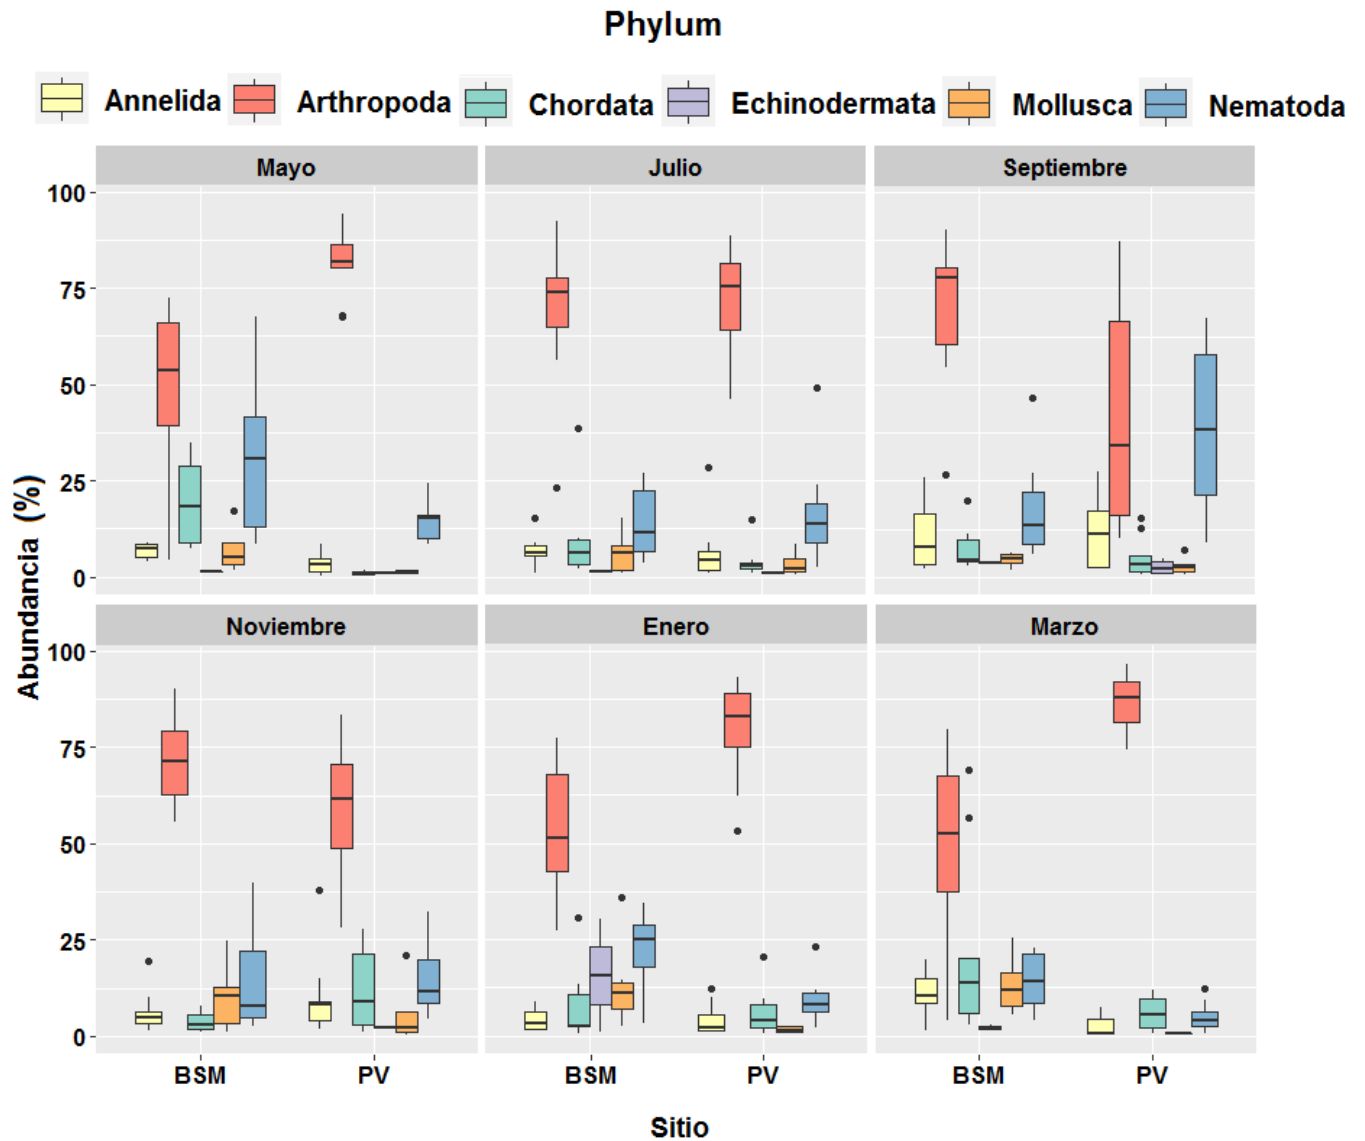 Phylum
Annelida Arthropoda Chordata Echinodermata Mollusca Nematoda
Mayo Julio Septiembre
100
75
50
25
0
Noviembre Enero Marzo
100
75
50
25
0
Abundancia (%)
BSM PV BSM PV BSM PV
Sitio